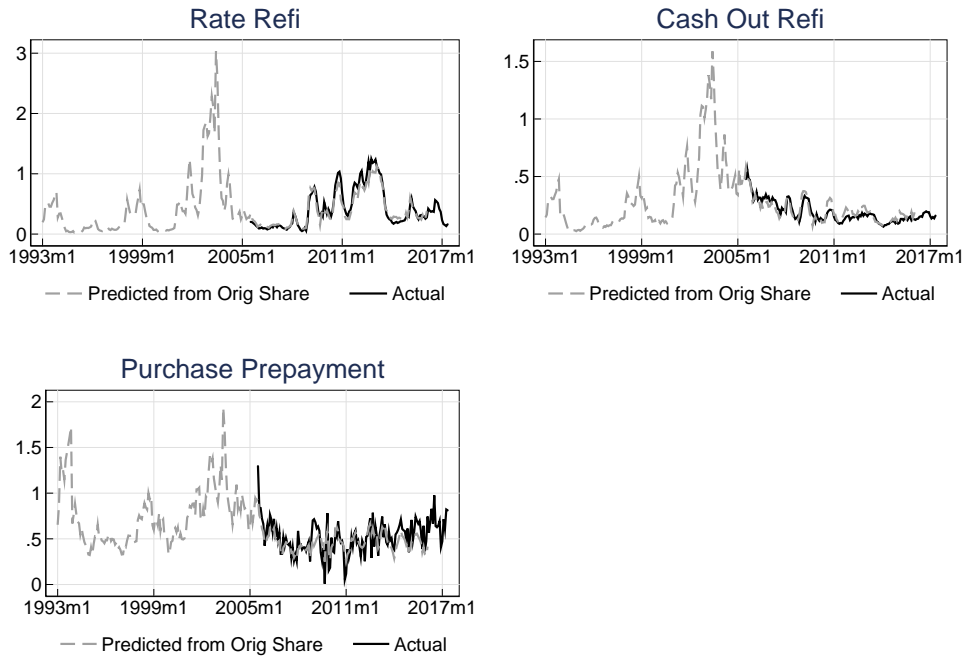 Rate Refi
3
2
1
0
1993m1 1999m1 2005m1 2011m1 2017m1
Predicted from Orig Share Actual
Cash Out Refi
1.5
1
.5
0
1993m1 1999m1 2005m1 2011m1 2017m1
Predicted from Orig Share Actual
Purchase Prepayment
2
1.5
1
.5
0
1993m1 1999m1 2005m1 2011m1 2017m1
Predicted from Orig Share Actual